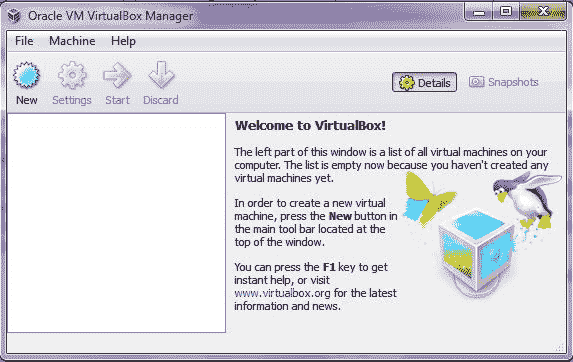 Oracle VM VirtualBox Manager
File Machine Help
New Settings Start Discard
Details Snapshots
Welcome to VirtualBox!
The left part of this window is a list of all virtual machines on your
computer. The list is empty now because you haven't created any
virtual machines yet.
In order to create a new virtual
machine, press the New button in
the main tool bar located at the
top of the window.
You can press the F1 key to get
instant help, or visit
www.virtualbox.org for the latest
information and news.